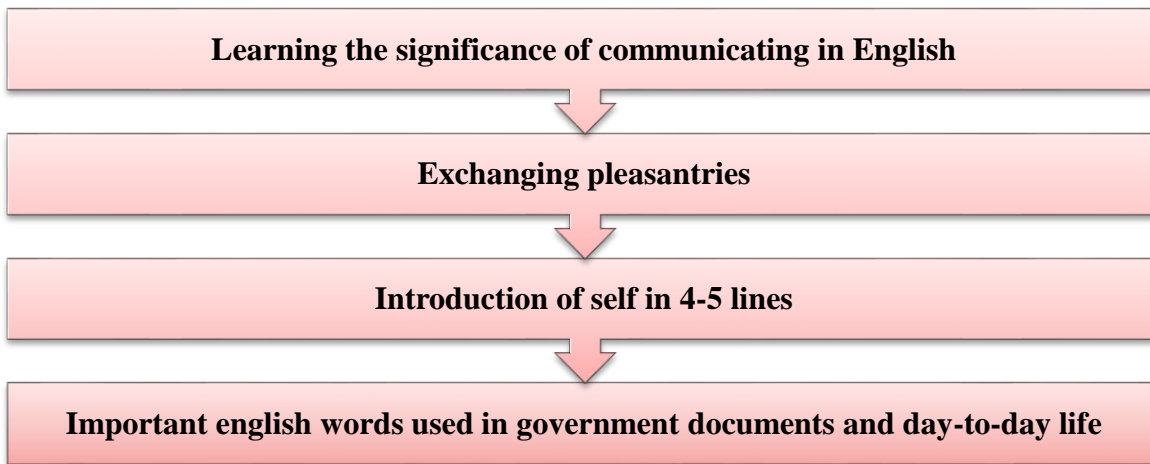 Learning the significance of communicating in English
Exchanging pleasantries
Introduction of self in 4-5 lines
Important english words used in government documents and day-to-day life